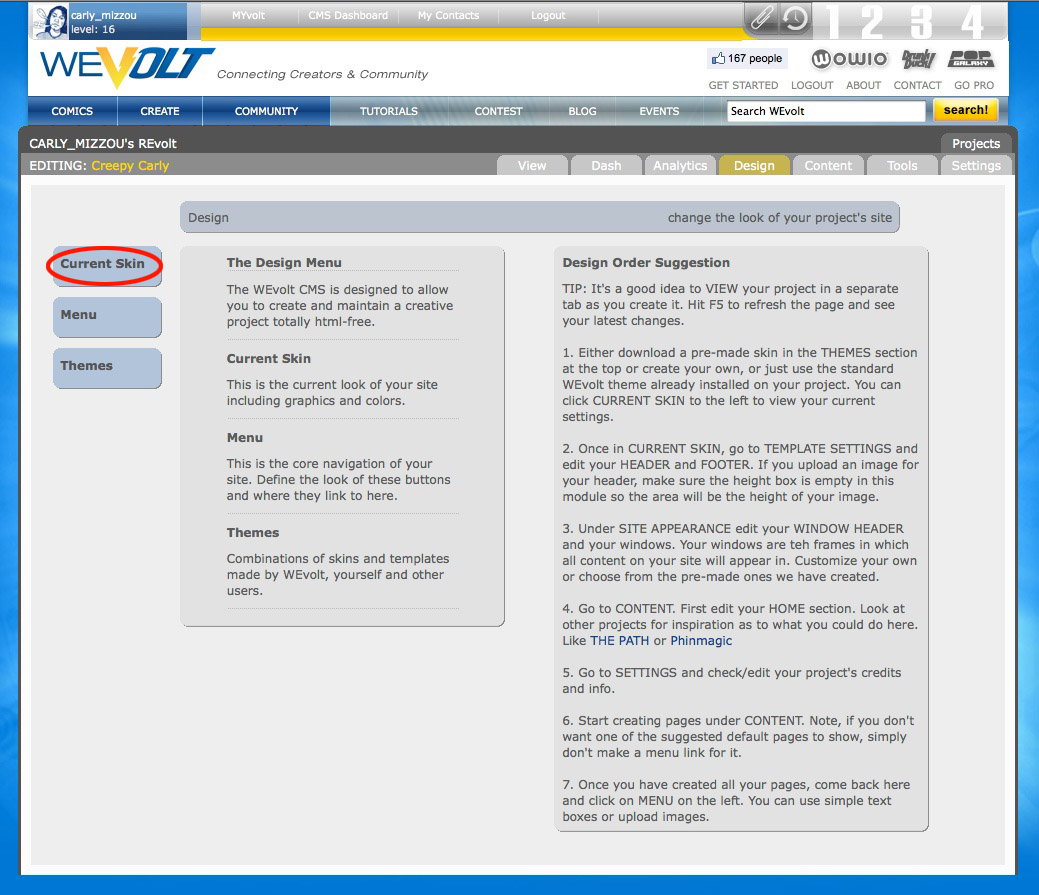 carly_mizzou
level: 16
MYvolt
CMS Dashboard
My Contacts
Logout
1 2 3 4
WEVOLT
Connecting Creators & Community
167 people
WOWIO
POP GALAXY
GET STARTED
LOGOUT
ABOUT
CONTACT
GO PRO
COMICS
CREATE
COMMUNITY
TUTORIALS
CONTEST
BLOG
EVENTS
Search WEvolt
search!
CARLY_MIZZOU's REvolt
Projects
EDITING: Creepy Carly
View
Dash
Analytics
Design
Content
Tools
Settings
Design
change the look of your project's site
Current Skin
Menu
Themes
The Design Menu
The WEvolt CMS is designed to allow
you to create and maintain a creative
project totally html-free.
Current Skin
This is the current look of your site
including graphics and colors.
Menu
This is the core navigation of your
site. Define the look of these buttons
and where they link to here.
Themes
Combinations of skins and templates
made by WEvolt, yourself and other
users.
Design Order Suggestion
TIP: It's a good idea to VIEW your project in a separate
tab as you create it. Hit F5 to refresh the page and see
your latest changes.
1. Either download a pre-made skin in the THEMES section
at the top or create your own, or just use the standard
WEvolt theme already installed on your project. You can
click CURRENT SKIN to the left to view your current
settings.
2. Once in CURRENT SKIN, go to TEMPLATE SETTINGS and
edit your HEADER and FOOTER. If you upload an image for
your header, make sure the height box is empty in this
module so the area will be the height of your image.
3. Under SITE APPEARANCE edit your WINDOW HEADER
and your windows. Your windows are teh frames in which
all content on your site will appear in. Customize your own
or choose from the pre-made ones we have created.
4. Go to CONTENT. First edit your HOME section. Look at
other projects for inspiration as to what you could do here.
Like THE PATH or Phinmagic
5. Go to SETTINGS and check/edit your project's credits
and info.
6. Start creating pages under CONTENT. Note, if you don't
want one of the suggested default pages to show, simply
don't make a menu link for it.
7. Once you have created all your pages, come back here
and click on MENU on the left. You can use simple text
boxes or upload images.